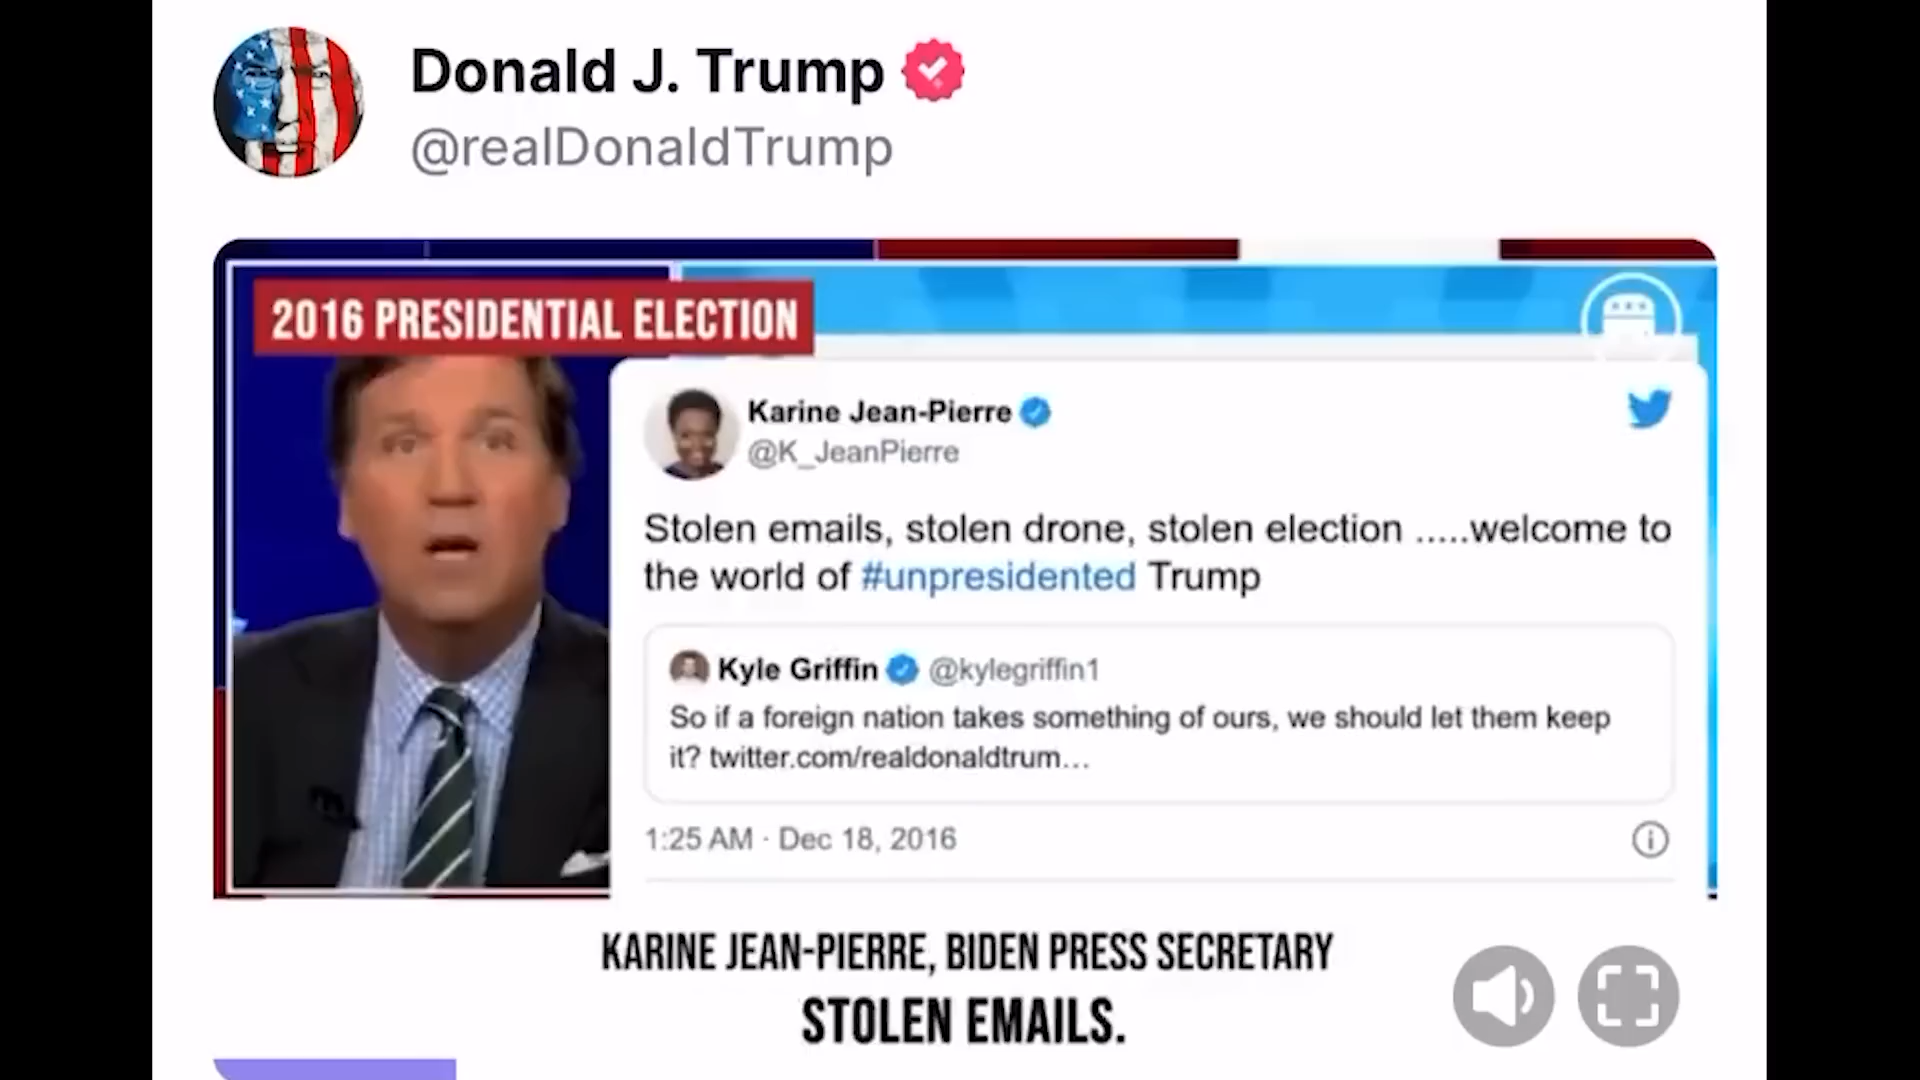 Donald J. Trump
@realDonaldTrump
2016 PRESIDENTIAL ELECTION
Karine Jean-Pierre
@K_JeanPierre
Stolen emails, stolen drone, stolen election .....welcome to
the world of #unpresidented Trump
Kyle Griffin @kylegriffin1
So if a foreign nation takes something of ours, we should let them keep
it? twitter.com/realdonaldtrum…
1:25 AM · Dec 18, 2016
KARINE JEAN-PIERRE, BIDEN PRESS SECRETARY
STOLEN EMAILS.